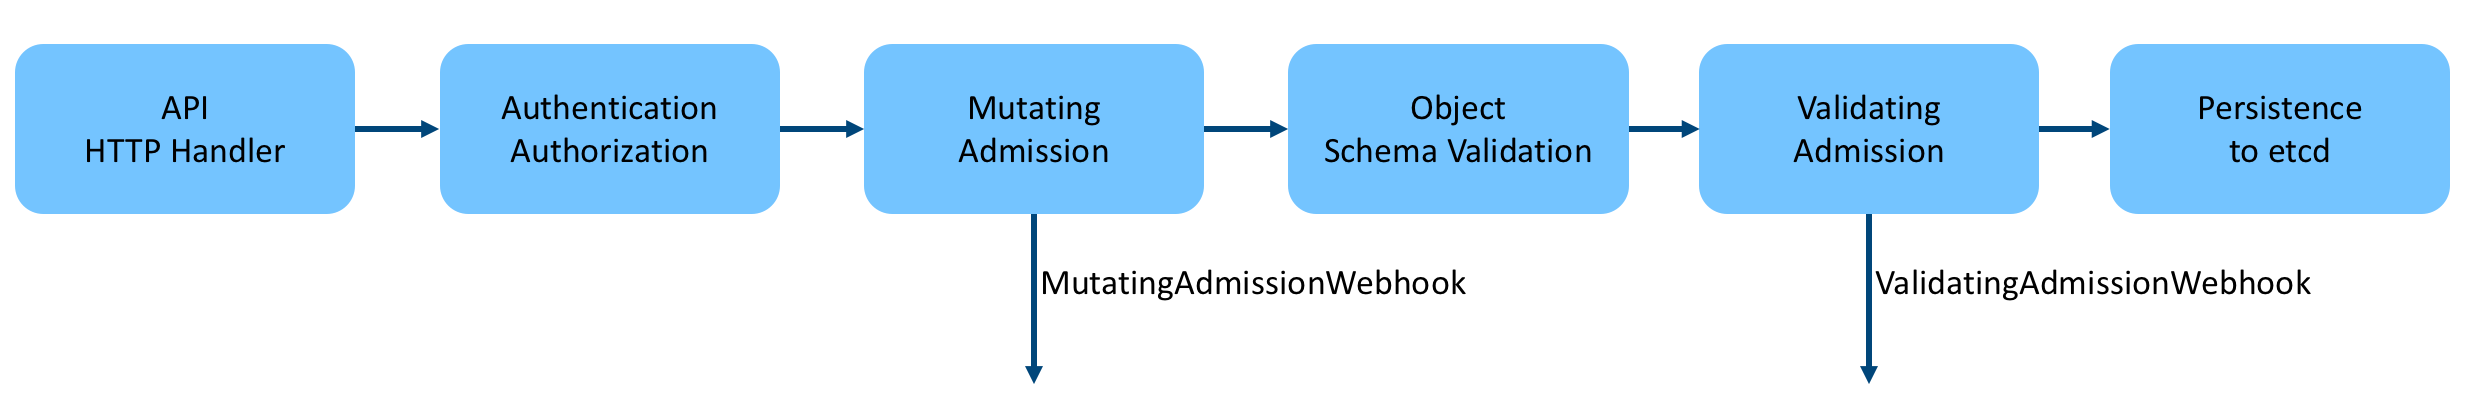 API
HTTP Handler
Authentication
Authorization
Mutating
Admission
Object
Schema Validation
Validating
Admission
Persistence
to etcd
MutatingAdmissionWebhook
ValidatingAdmissionWebhook